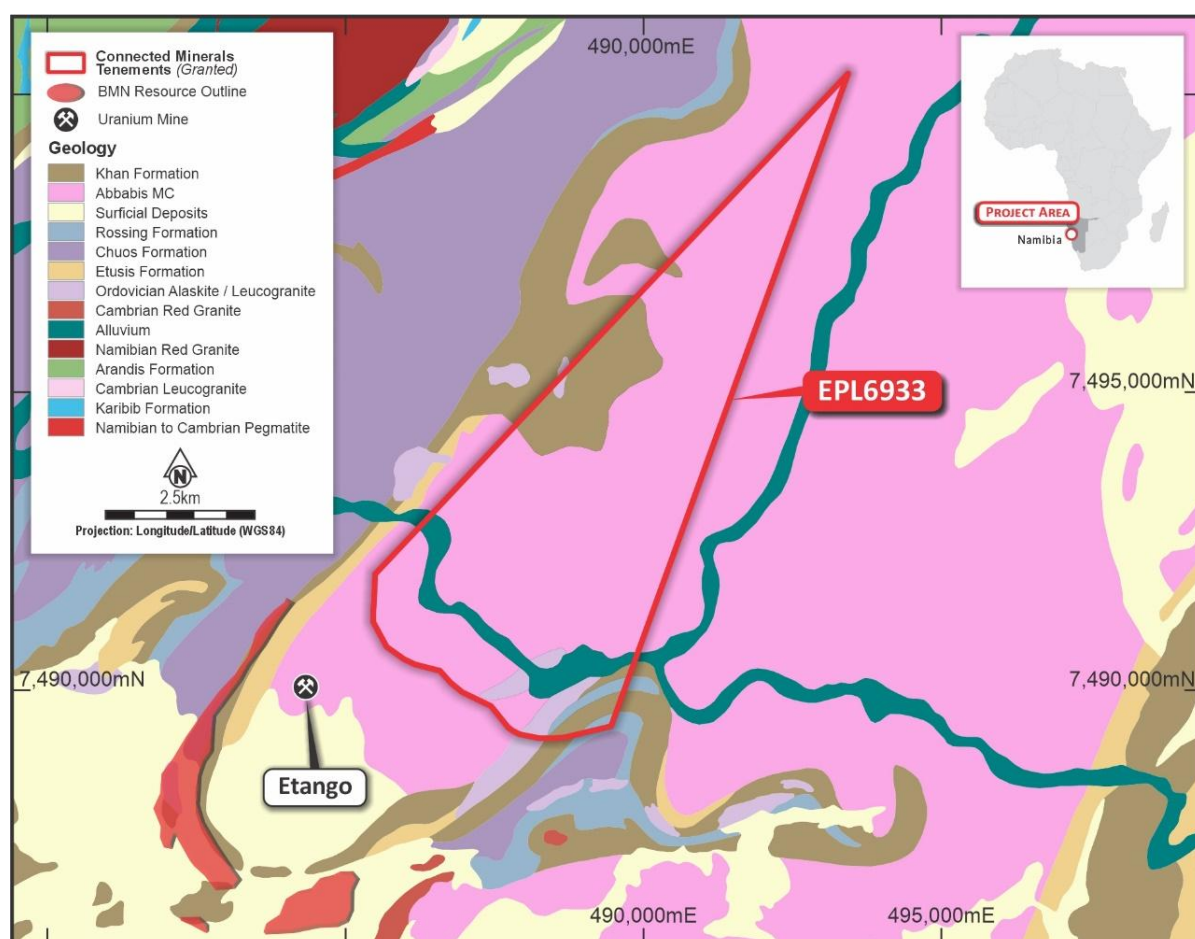 490,000mE
Connected Minerals
Tenements (Granted)
BMN Resource Outline
Uranium Mine
Geology
Khan Formation
Abbabis MC
Surficial Deposits
Rossing Formation
Chuos Formation
Etusis Formation
Ordovician Alaskite / Leucogranite
Cambrian Red Granite
Alluvium
Namibian Red Granite
Arandis Formation
Cambrian Leucogranite
Karibib Formation
Namibian to Cambrian Pegmatite
N
2.5km
Projection: Longitude/Latitude (WGS84)
PROJECT AREA
Namibia
7,495,000mN
EPL6933
7,490,000mN
7,490,000mN
Etango
490,000mE
495,000mE